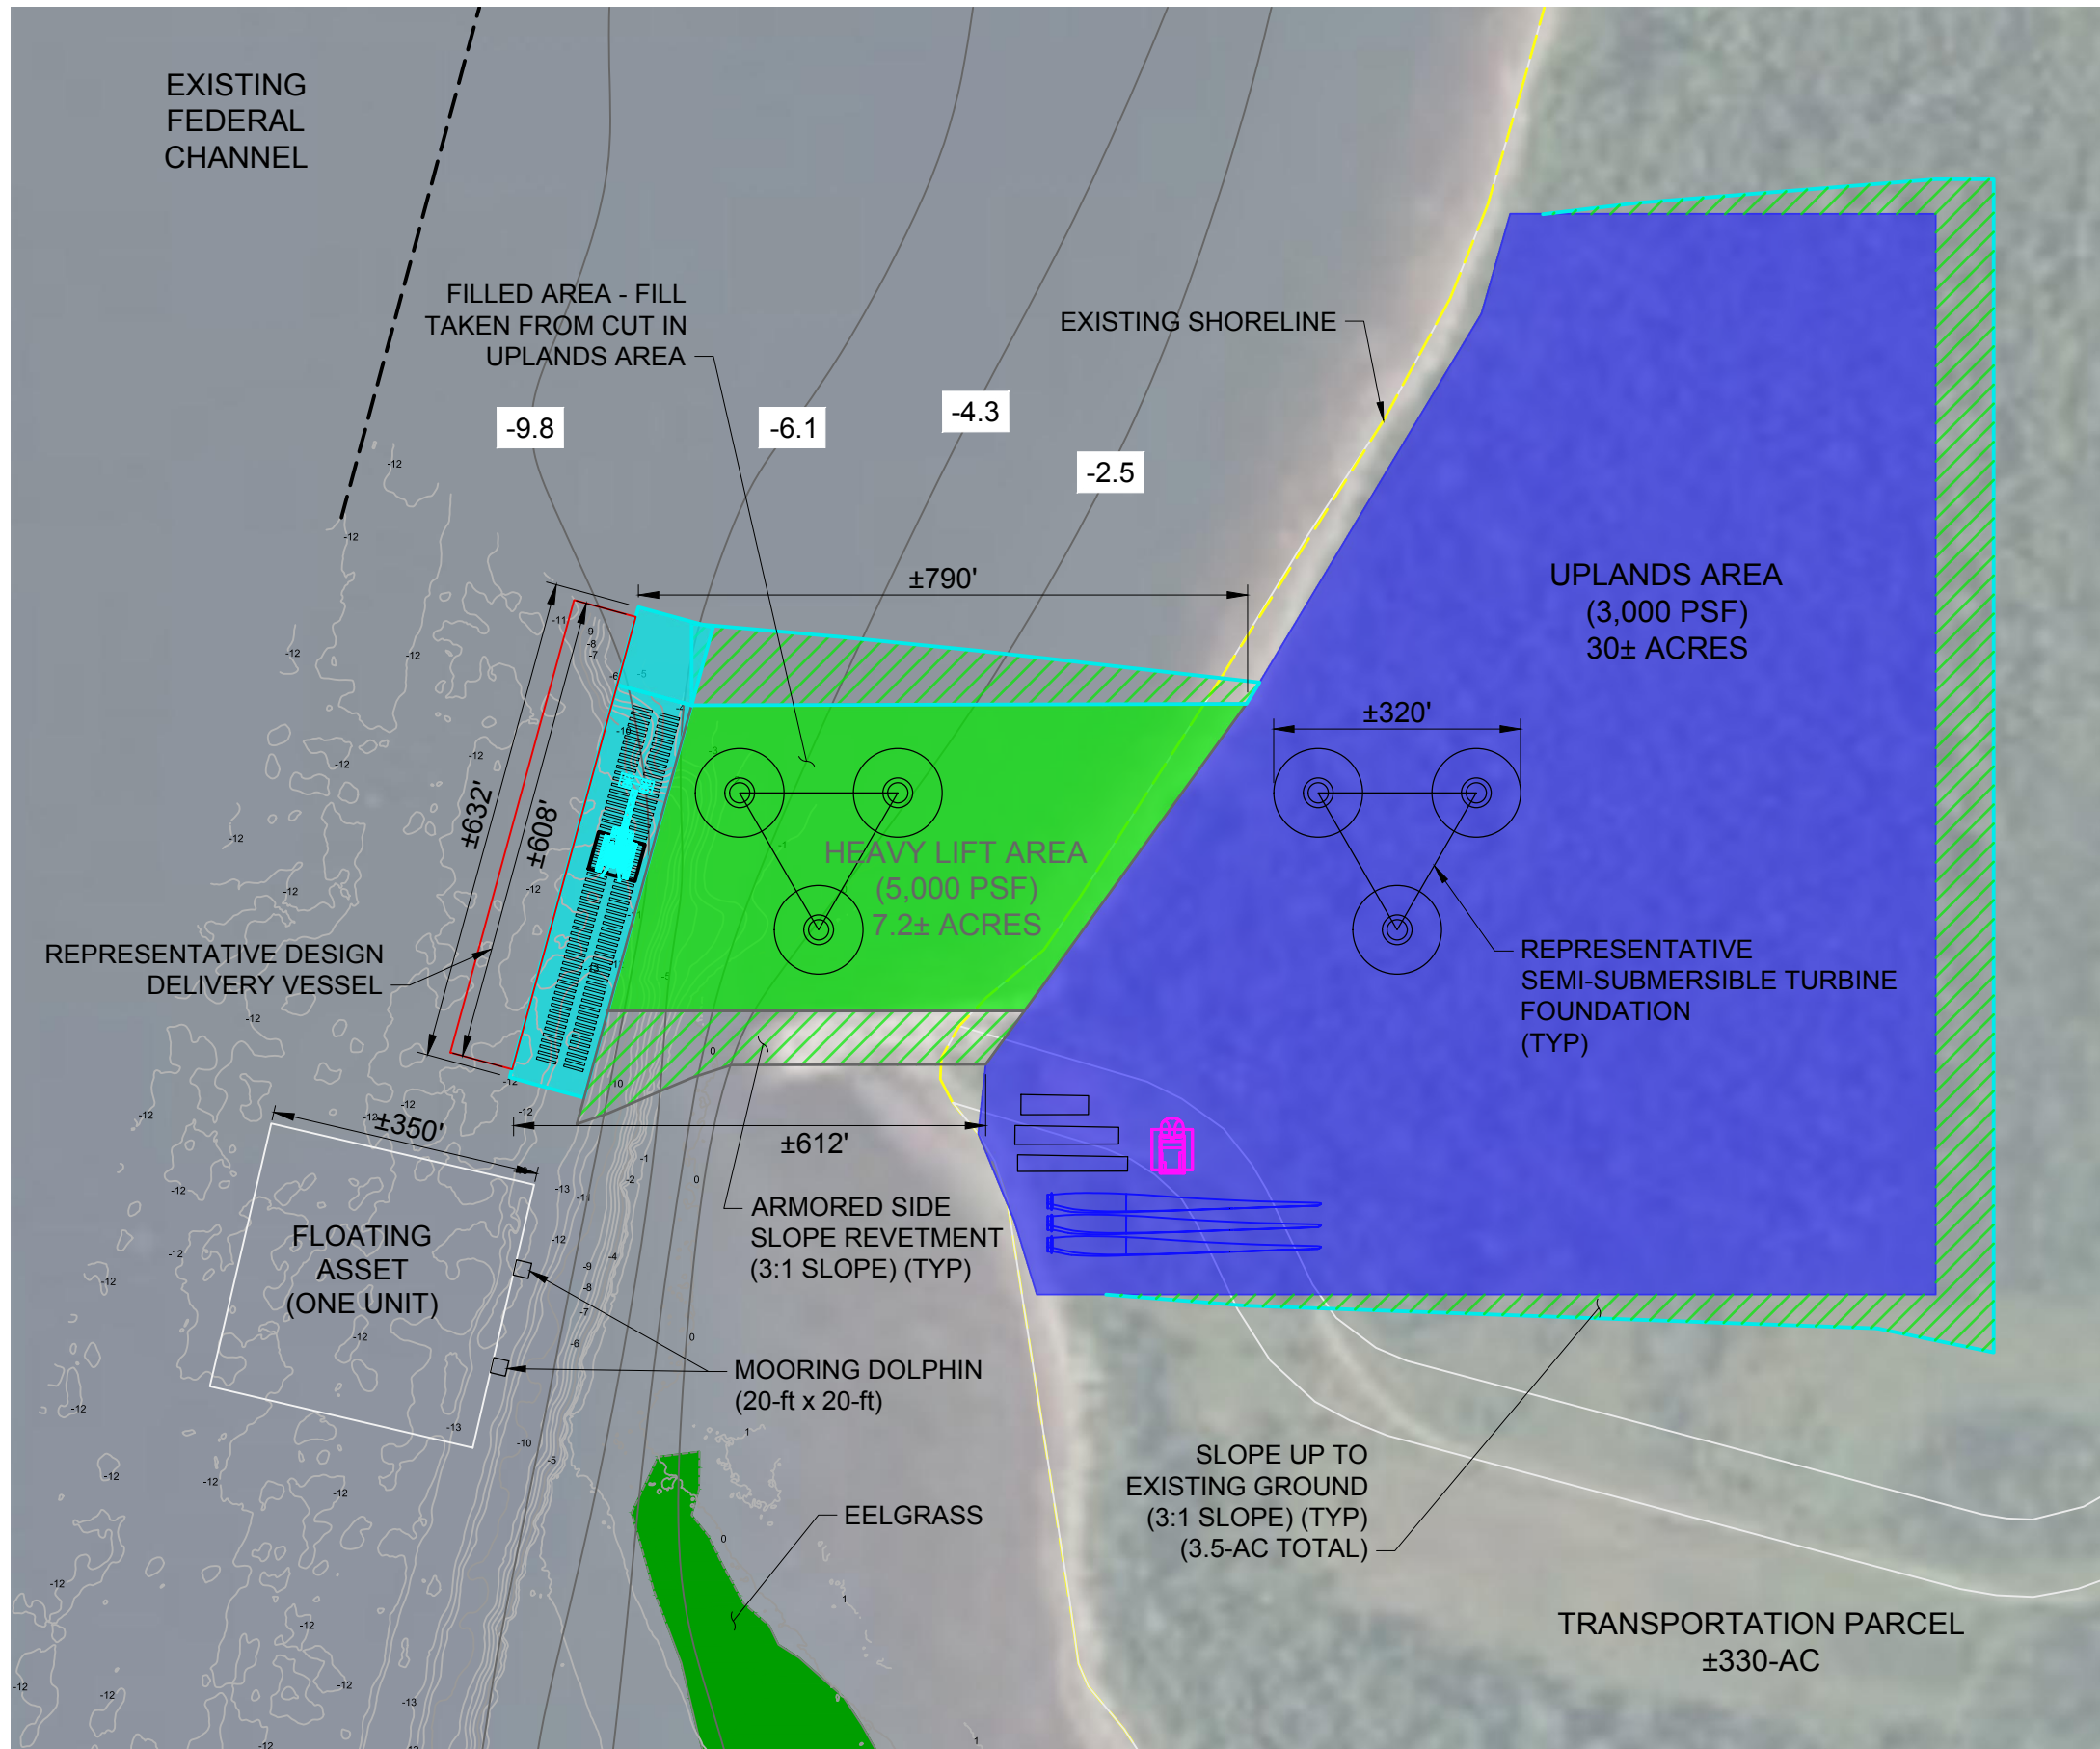 EXISTING
FEDERAL
CHANNEL
FILLED AREA - FILL
TAKEN FROM CUT IN
UPLANDS AREA
EXISTING SHORELINE
-9.8
-6.1
-4.3
-2.5
±790'
UPLANDS AREA
(3,000 PSF)
30± ACRES
±320'
±632'
±608'
HEAVY LIFT AREA
(5,000 PSF)
7.2± ACRES
REPRESENTATIVE DESIGN
DELIVERY VESSEL
REPRESENTATIVE
SEMI-SUBMERSIBLE TURBINE
FOUNDATION
(TYP)
±350'
±612'
ARMORED SIDE
SLOPE REVETMENT
(3:1 SLOPE) (TYP)
FLOATING
ASSET
(ONE UNIT)
MOORING DOLPHIN
(20-ft x 20-ft)
EELGRASS
SLOPE UP TO
EXISTING GROUND
(3:1 SLOPE) (TYP)
(3.5-AC TOTAL)
TRANSPORTATION PARCEL
±330-AC